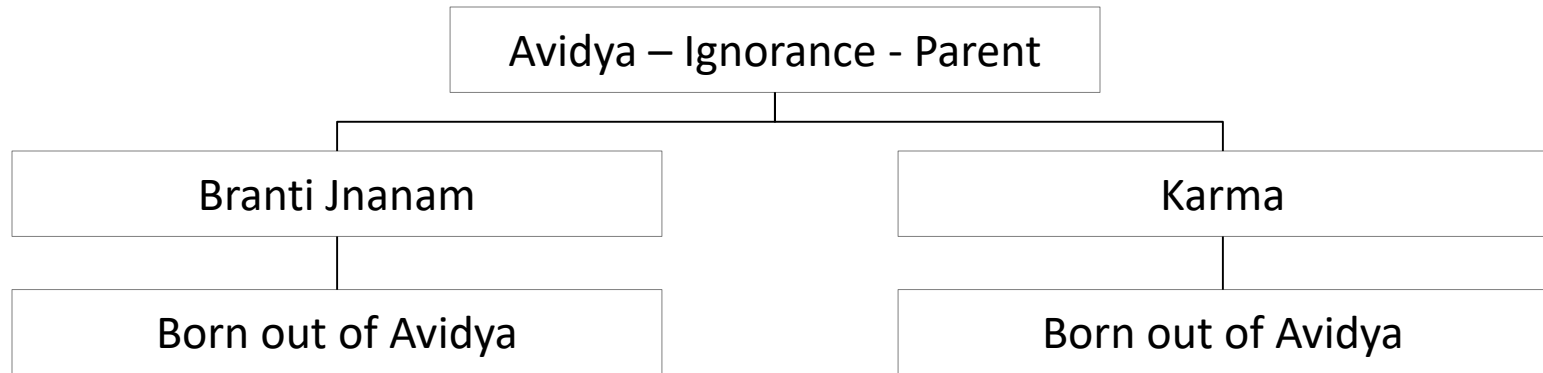 Avidya – Ignorance - Parent
Branti Jnanam
Karma
Born out of Avidya
Born out of Avidya